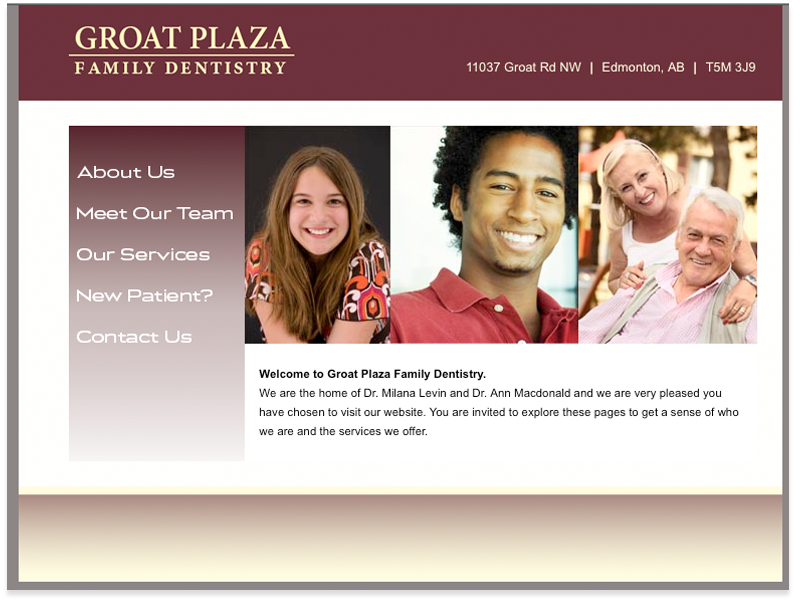 GROAT PLAZA
FAMILY DENTISTRY
11037 Groat Rd NW | Edmonton, AB | T5M 3J9
About Us
Meet Our Team
Our Services
New Patient?
Contact Us
Welcome to Groat Plaza Family Dentistry.
We are the home of Dr. Milana Levin and Dr. Ann Macdonald and we are very pleased you
have chosen to visit our website. You are invited to explore these pages to get a sense of who
we are and the services we offer.